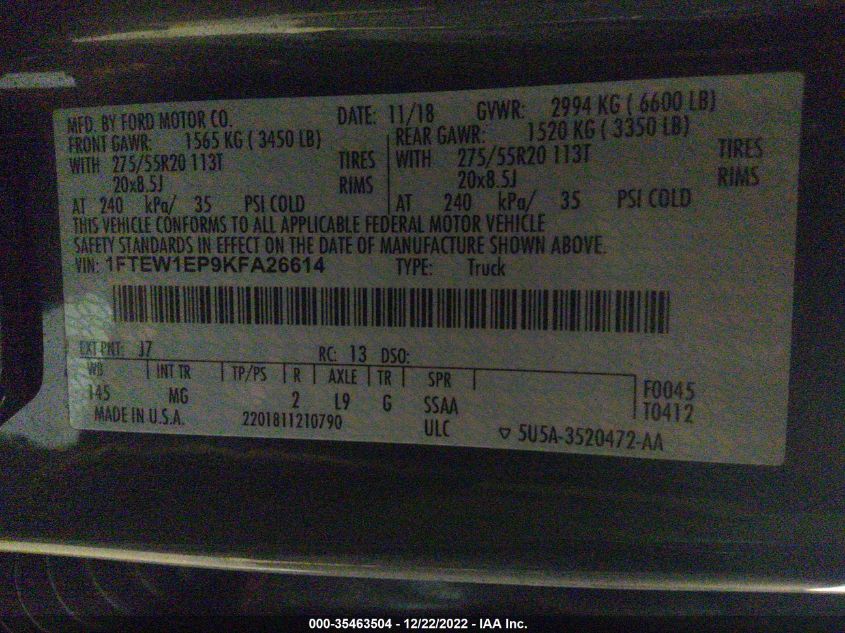 MFD. BY FORD MOTOR CO. DATE: 11/18 GVWR: 2994 KG ( 6600 LB)
FRONT GAWR: 1565 KG ( 3450 LB) REAR GAWR: 1520 KG ( 3350 LB)
WITH 275/55R20 113T TIRES WITH 275/55R20 113T TIRES
20x8.5J RIMS 20x8.5J RIMS
AT 240 kPa/ 35 PSI COLD AT 240 kPa/ 35 PSI COLD
THIS VEHICLE CONFORMS TO ALL APPLICABLE FEDERAL MOTOR VEHICLE
SAFETY STANDARDS IN EFFECT ON THE DATE OF MANUFACTURE SHOWN ABOVE.
VIN: 1FTEW1EP9KFA26614 TYPE: Truck
EXT PNT: J7 RC: 13 DSO:
WB INT TR TP/PS R AXLE TR SPR F0045
145 MG 2 L9 G SSAA T0412
MADE IN U.S.A. 2201811210790 ULC ▽ 5U5A-3520472-AA
000-35463504 - 12/22/2022 - IAA Inc.